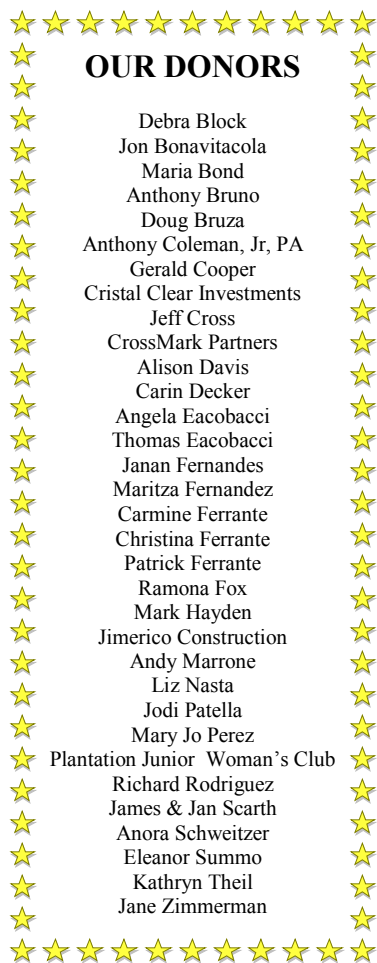 OUR DONORS
Debra Block
Jon Bonavitacola
Maria Bond
Anthony Bruno
Doug Bruza
Anthony Coleman, Jr, PA
Gerald Cooper
Cristal Clear Investments
Jeff Cross
CrossMark Partners
Alison Davis
Carin Decker
Angela Eacobacci
Thomas Eacobacci
Janan Fernandes
Maritza Fernandez
Carmine Ferrante
Christina Ferrante
Patrick Ferrante
Ramona Fox
Mark Hayden
Jimerico Construction
Andy Marrone
Liz Nasta
Jodi Patella
Mary Jo Perez
Plantation Junior  Woman’s Club
Richard Rodriguez
James & Jan Scarth
Anora Schweitzer
Eleanor Summo
Kathryn Theil
Jane Zimmerman